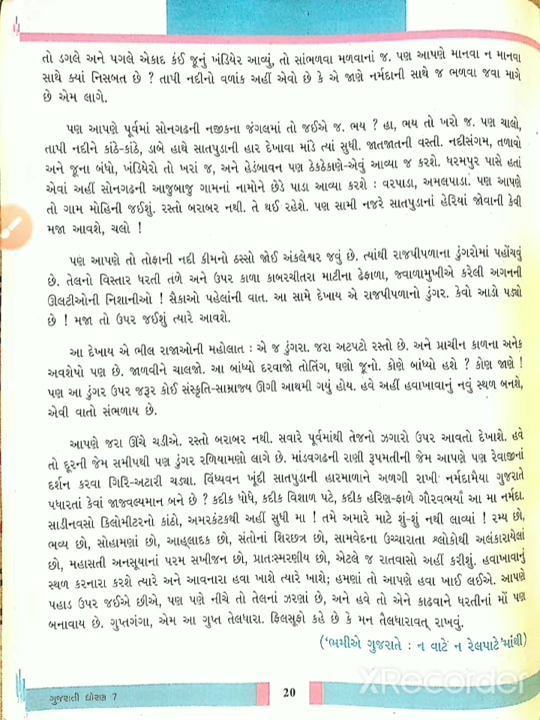 તો ડગલે અને પગલે એકાદ કંઈ જૂનું ખંડિયેર આવ્યું, તો સાંભળવા મળવાનાં જ. પણ આપણે માનવા ન માનવા
સાથે ક્યાં નિસબત છે ? તાપી નદીનો વળાંક અહીં એવો છે કે એ જાણે નર્મદાની સાથે જ ભળવા જવા માગે
છે એમ લાગે.
પણ આપણે પૂર્વમાં સોનગઢની નજીકના જંગલમાં તો જઈએ જ. ભય ? હા, ભય તો ખરો જ. પણ ચાલો,
તાપી નદીને કાંઠે-કાંઠે, ડાબે હાથે સાતપુડાની હાર દેખાવા માંડે ત્યાં સુધી. જાતજાતની વસ્તી. નદીસંગમ, તળાવો
અને જૂના બંધો, ખંડિયેરો તો ખરાં જ, અને હેડંબાવન પણ ઠેકઠેકાણે-એવું આવ્યા જ કરશે. ધરમપુર પાસે હતાં
એવાં અહીં સોનગઢની આજુબાજુ ગામનાં નામોને છેડે પાડા આવ્યા કરશે : વરપાડા, અમલપાડા. પણ આપણે
તો ગામ મોહિની જઈશું. રસ્તો બરાબર નથી. તે થઈ રહેશે. પણ સામી નજરે સાતપુડાનાં હેરિયાં જોવાની કેવી
મજા આવશે, ચલો !
પણ આપણે તો તોફાની નદી કીમનો ઠસ્સો જોઈ અંકલેશ્વર જવું છે. ત્યાંથી રાજપીપળાના ડુંગરોમાં પહોંચવું
છે. તેલનો વિસ્તાર ધરતી તળે અને ઉપર કાળા કાબરચીતરા માટીના ઢેફાળા, જવાળામુખીએ કરેલી અગનની
ઊલટીઓની નિશાનીઓ ! સૈકાઓ પહેલાંની વાત. આ સામે દેખાય એ રાજપીપળાનો ડુંગર. કેવો આડો પડ્યો
છે ! મજા તો ઉપર જઈશું ત્યારે આવશે.
આ દેખાય એ ભીલ રાજાઓની મહોલાત : એ જ ડુંગરા. જરા અટપટો રસ્તો છે. અને પ્રાચીન કાળના અનેક
અવશેષો પણ છે. જાળવીને ચાલજો. આ બાંધ્યો દરવાજો તોતિંગ, ઘણો જૂનો. કોણે બાંધ્યો હશે ? કોણ જાણે !
પણ આ ડુંગર ઉપર જરૂર કોઈ સંસ્કૃતિ-સામ્રાજ્ય ઊગી આથમી ગયું હોય. હવે અહીં હવાખાવાનું નવું સ્થળ બનશે,
એવી વાતો સંભળાય છે.
આપણે જરા ઊંચે ચડીએ. રસ્તો બરાબર નથી. સવારે પૂર્વમાંથી તેજનો ઝગારો ઉપર આવતો દેખાશે. હવે
તો દૂરની જેમ સમીપથી પણ ડુંગર રળિયામણો લાગે છે. માંડવગઢની રાણી રૂપમતીની જેમ આપણે પણ રેવાજીનાં
દર્શન કરવા ગિરિ-અટારી ચડ્યા. વિંધ્યવન ખૂંદી સાતપુડાની હારમાળાને અળગી રાખી નર્મદામૈયા ગુજરાતે
પધારતાં કેવાં જાજ્વલ્યમાન બને છે ? કદીક ધોધે, કદીક વિશાળ પટે, કદીક હરિણ-ફાળે ગૌરવભર્યાં આ મા નર્મદા.
સાડીનવસો કિલોમીટરનો કાંઠો, અમરકંટકથી અહીં સુધી મા ! તમે અમારે માટે શું-શું નથી લાવ્યાં ! રમ્ય છો,
ભવ્ય છો, સોહામણાં છો, આહ્લાદક છો, સંતોનાં શિરછત્ર છો, સામવેદના ઉચ્ચારાતા શ્લોકોથી અલંકારાયેલાં
છો, મહાસતી અનસૂયાનાં પરમ સખીજન છો, પ્રાતઃસ્મરણીય છો, એટલે જ રાતવાસો અહીં કરીશું. હવાખાવાનું
સ્થળ કરનારા કરશે ત્યારે અને આવનારા હવા ખાશે ત્યારે ખાશે; હમણાં તો આપણે હવા ખાઈ લઈએ. આપણે
પહાડ ઉપર જઈએ છીએ, પણ પણે નીચે તો તેલનાં ઝરણાં છે, અને હવે તો એને કાઢવાને ધરતીનાં મોં પણ
બનાવાય છે. ગુપ્તગંગા, એમ આ ગુપ્ત તેલધારા. ફિલસૂફો કહે છે કે મન તૈલધારાવત્ રાખવું.
('ભમીએ ગુજરાતે : ન વાટે ન રેલપાટે'માંથી)
ગુજરાતી ધોરણ 7
20
XRecorder